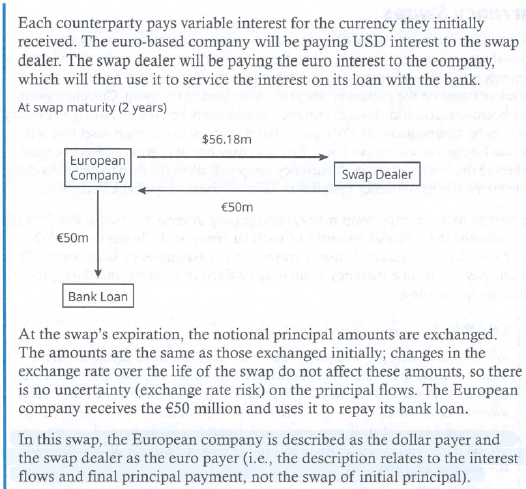 Each counterparty pays variable interest for the currency they initially
received. The euro-based company will be paying USD interest to the swap
dealer. The swap dealer will be paying the euro interest to the company,
which will then use it to service the interest on its loan with the bank.
At swap maturity (2 years)
$56.18m
European
Company
Swap Dealer
€50m
€50m
Bank Loan
At the swap's expiration, the notional principal amounts are exchanged.
The amounts are the same as those exchanged initially; changes in the
exchange rate over the life of the swap do not affect these amounts, so there
is no uncertainty (exchange rate risk) on the principal flows. The European
company receives the €50 million and uses it to repay its bank loan.
In this swap, the European company is described as the dollar payer and
the swap dealer as the euro payer (i.e., the description relates to the interest
flows and final principal payment, not the swap of initial principal).